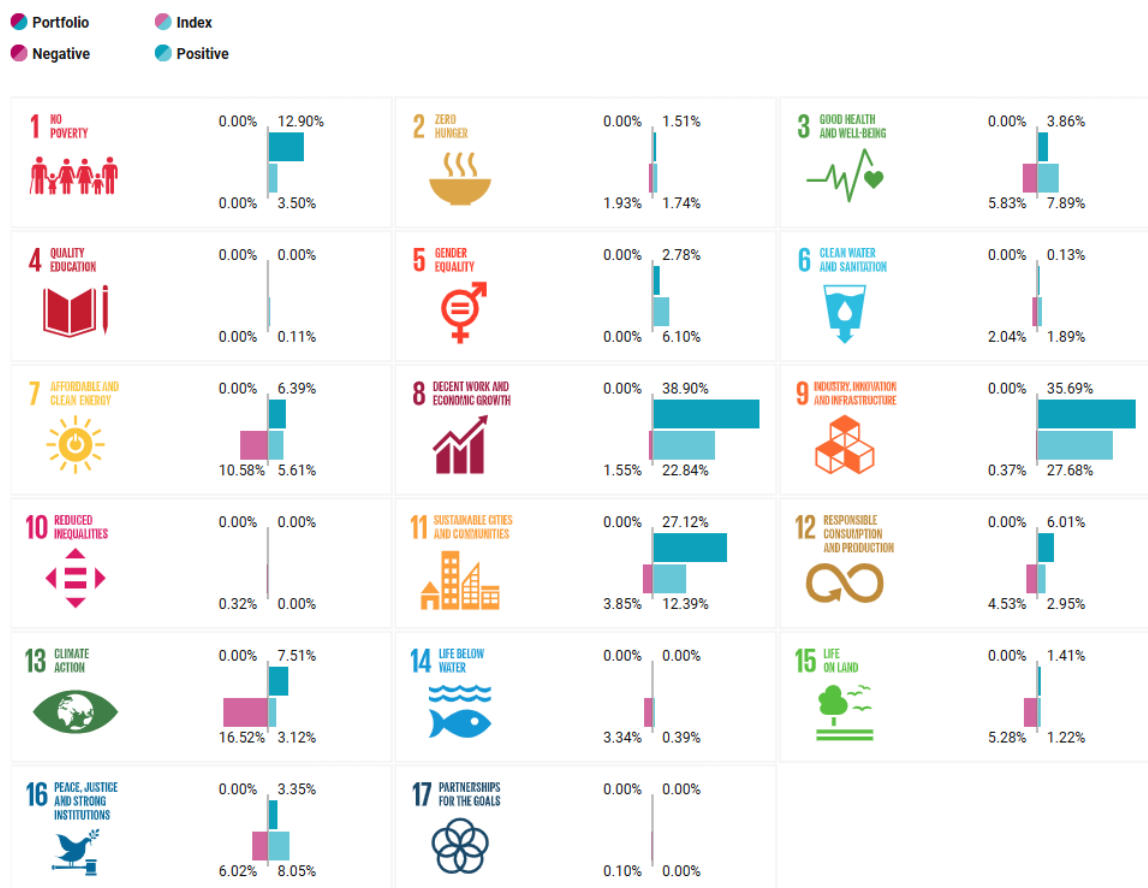 Portfolio Index
Negative Positive
1 NO
POVERTY
0.00% 12.90%
0.00% 3.50%
2 ZERO
HUNGER
0.00% 1.51%
1.93% 1.74%
3 GOOD HEALTH
AND WELL-BEING
0.00% 3.86%
5.83% 7.89%
4 QUALITY
EDUCATION
0.00% 0.00%
0.00% 0.11%
5 GENDER
EQUALITY
0.00% 2.78%
0.00% 6.10%
6 CLEAN WATER
AND SANITATION
0.00% 0.13%
2.04% 1.89%
7 AFFORDABLE AND
CLEAN ENERGY
0.00% 6.39%
10.58% 5.61%
8 DECENT WORK AND
ECONOMIC GROWTH
0.00% 38.90%
1.55% 22.84%
9 INDUSTRY, INNOVATION
AND INFRASTRUCTURE
0.00% 35.69%
0.37% 27.68%
10 REDUCED
INEQUALITIES
0.00% 0.00%
0.32% 0.00%
11 SUSTAINABLE CITIES
AND COMMUNITIES
0.00% 27.12%
3.85% 12.39%
12 RESPONSIBLE
CONSUMPTION
AND PRODUCTION
0.00% 6.01%
4.53% 2.95%
13 CLIMATE
ACTION
0.00% 7.51%
16.52% 3.12%
14 LIFE BELOW
WATER
0.00% 0.00%
3.34% 0.39%
15 LIFE
ON LAND
0.00% 1.41%
5.28% 1.22%
16 PEACE, JUSTICE
AND STRONG
INSTITUTIONS
0.00% 3.35%
6.02% 8.05%
17 PARTNERSHIPS
FOR THE GOALS
0.00% 0.00%
0.10% 0.00%